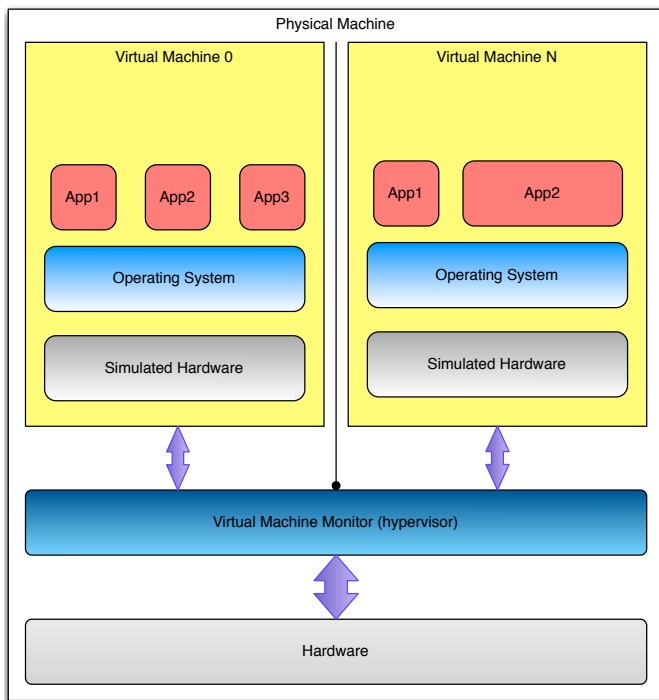 Physical Machine
Virtual Machine 0
Virtual Machine N
App1
App2
App3
App1
App2
Operating System
Operating System
Simulated Hardware
Simulated Hardware
Virtual Machine Monitor (hypervisor)
Hardware